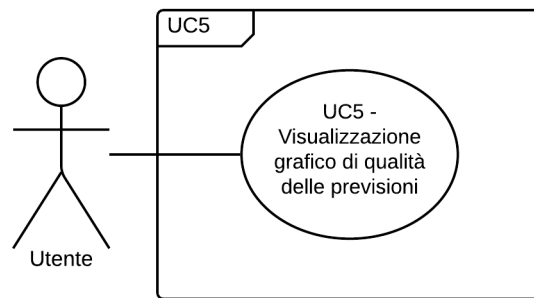 UC5
UC5 -
Visualizzazione
grafico di qualità
delle previsioni
Utente